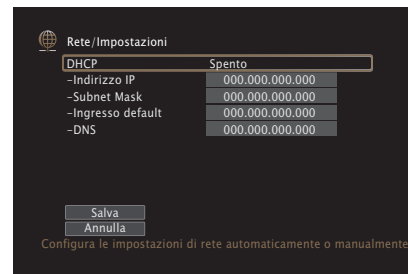 Rete/Impostazioni
DHCP Spento
–Indirizzo IP 000.000.000.000
–Subnet Mask 000.000.000.000
–Ingresso default 000.000.000.000
–DNS 000.000.000.000
Salva
Annulla
Configura le impostazioni di rete automaticamente o manualmente